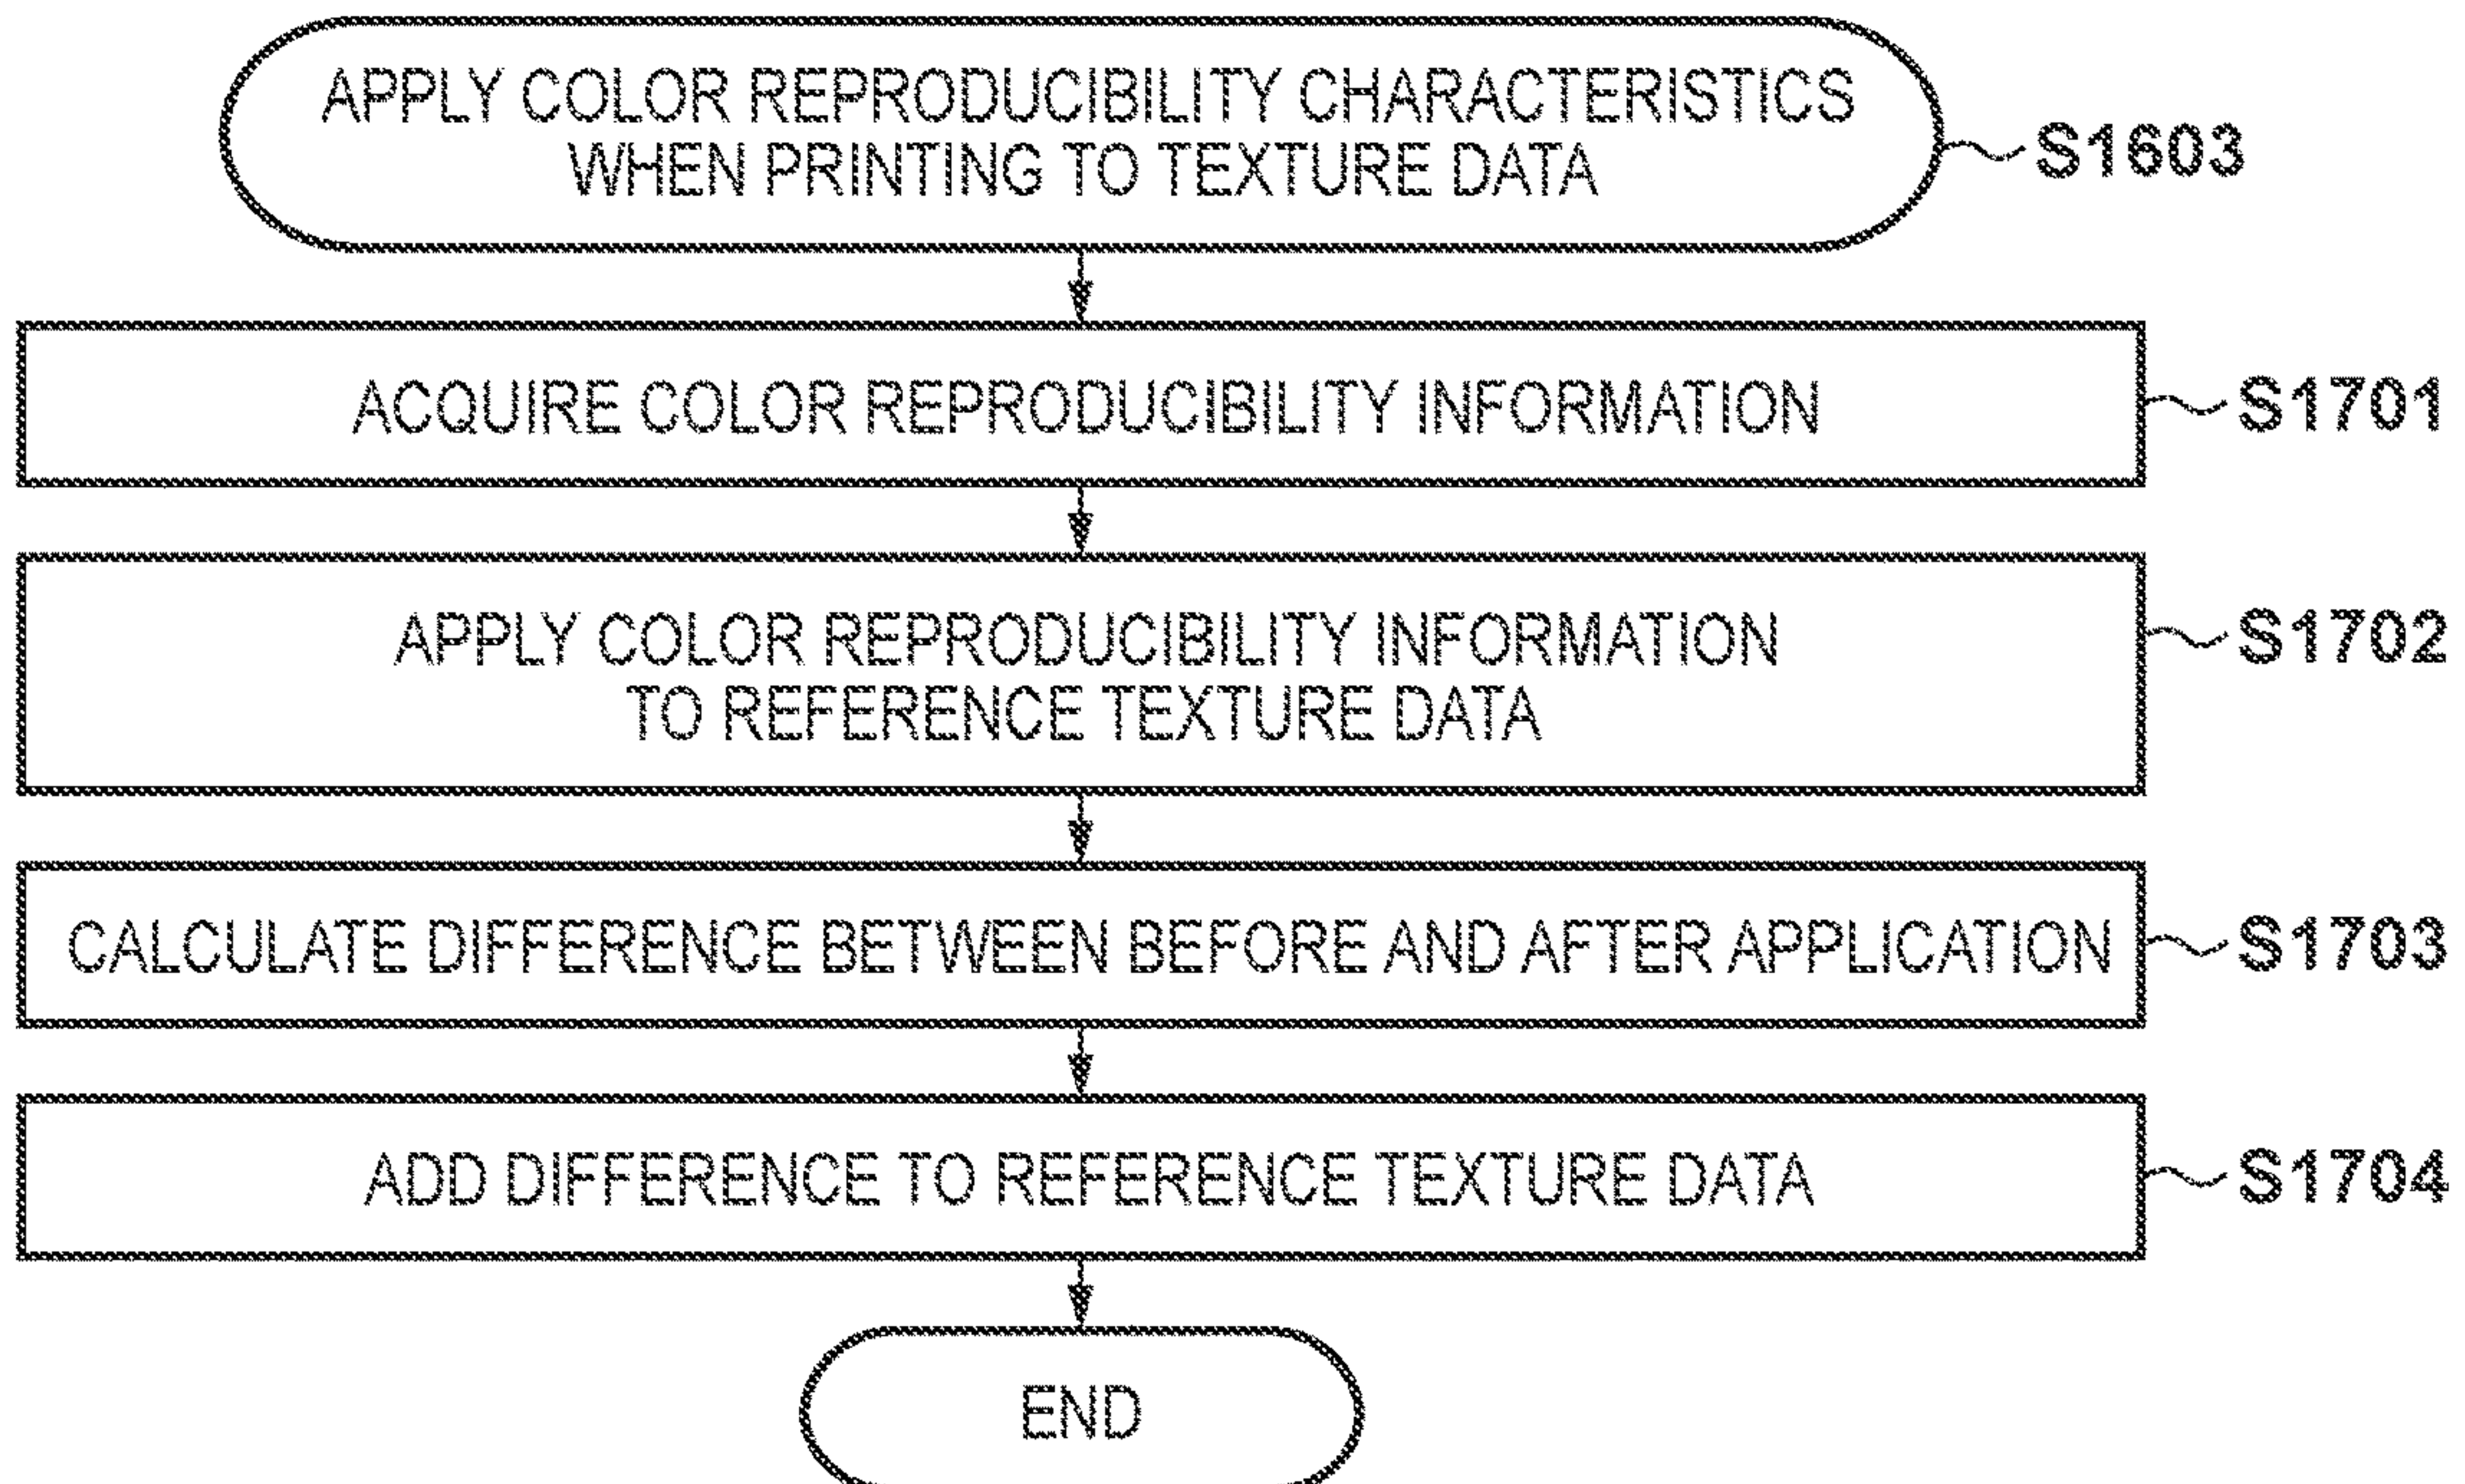 APPLY COLOR REPRODUCIBILITY CHARACTERISTICS
WHEN PRINTING TO TEXTURE DATA
S1603
ACQUIRE COLOR REPRODUCIBILITY INFORMATION
S1701
APPLY COLOR REPRODUCIBILITY INFORMATION
TO REFERENCE TEXTURE DATA
S1702
CALCULATE DIFFERENCE BETWEEN BEFORE AND AFTER APPLICATION
S1703
ADD DIFFERENCE TO REFERENCE TEXTURE DATA
S1704
END